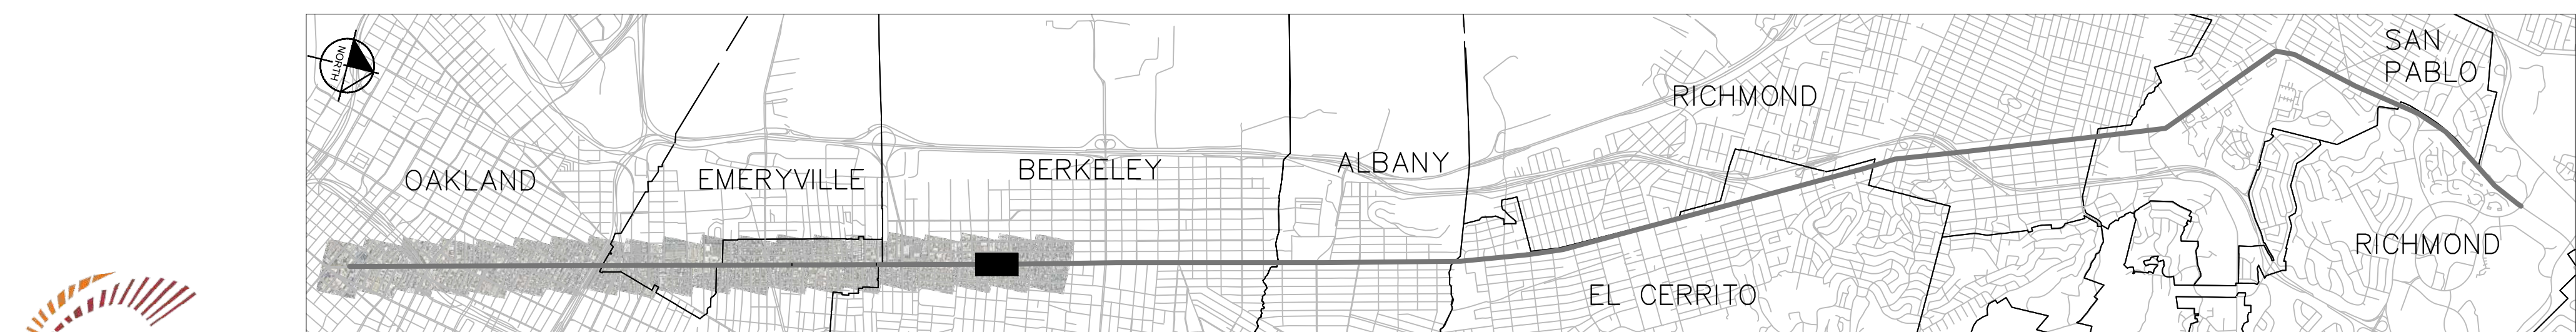 NORTH
SAN
PABLO
RICHMOND
OAKLAND
EMERYVILLE
BERKELEY
ALBANY
RICHMOND
EL CERRITO